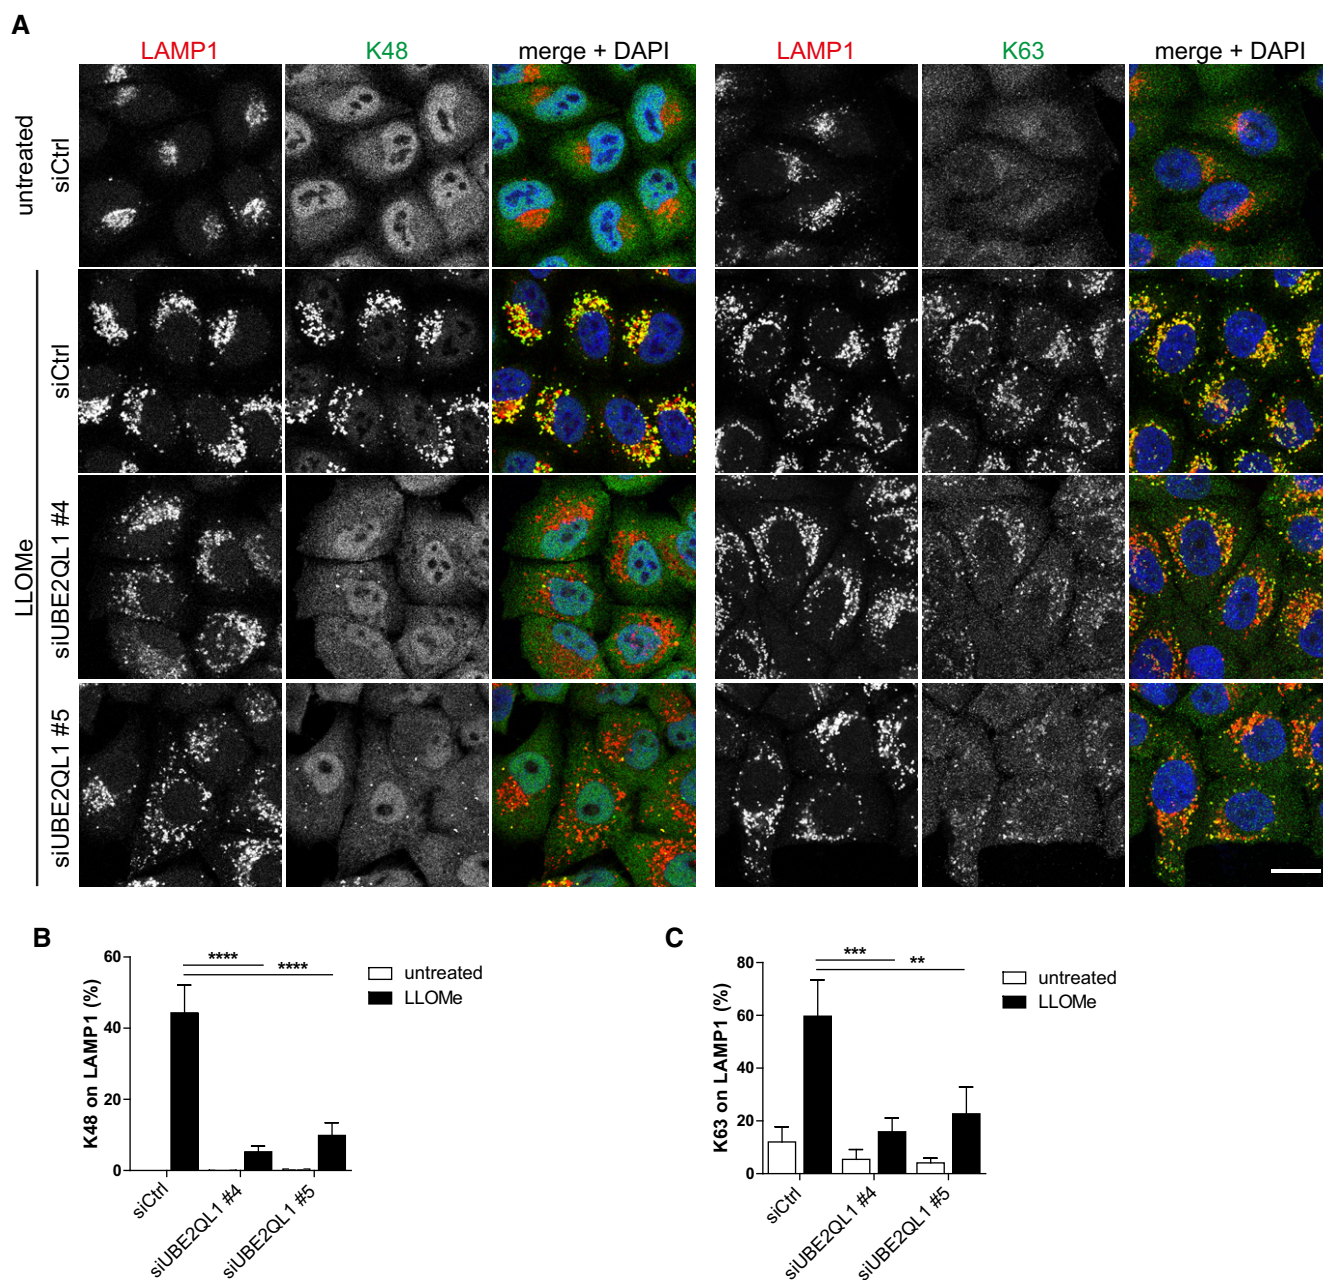 A
LAMP1 K48 merge + DAPI LAMP1 K63 merge + DAPI
untreated
siCtrl
LLOMe
siCtrl
siUBE2QL1 #4
siUBE2QL1 #5
B
K48 on LAMP1 (%)
60
40
20
0
****
****
untreated
LLOMe
siCtrl
siUBE2QL1 #4
siUBE2QL1 #5
C
K63 on LAMP1 (%)
80
60
40
20
0
***
**
untreated
LLOMe
siCtrl
siUBE2QL1 #4
siUBE2QL1 #5